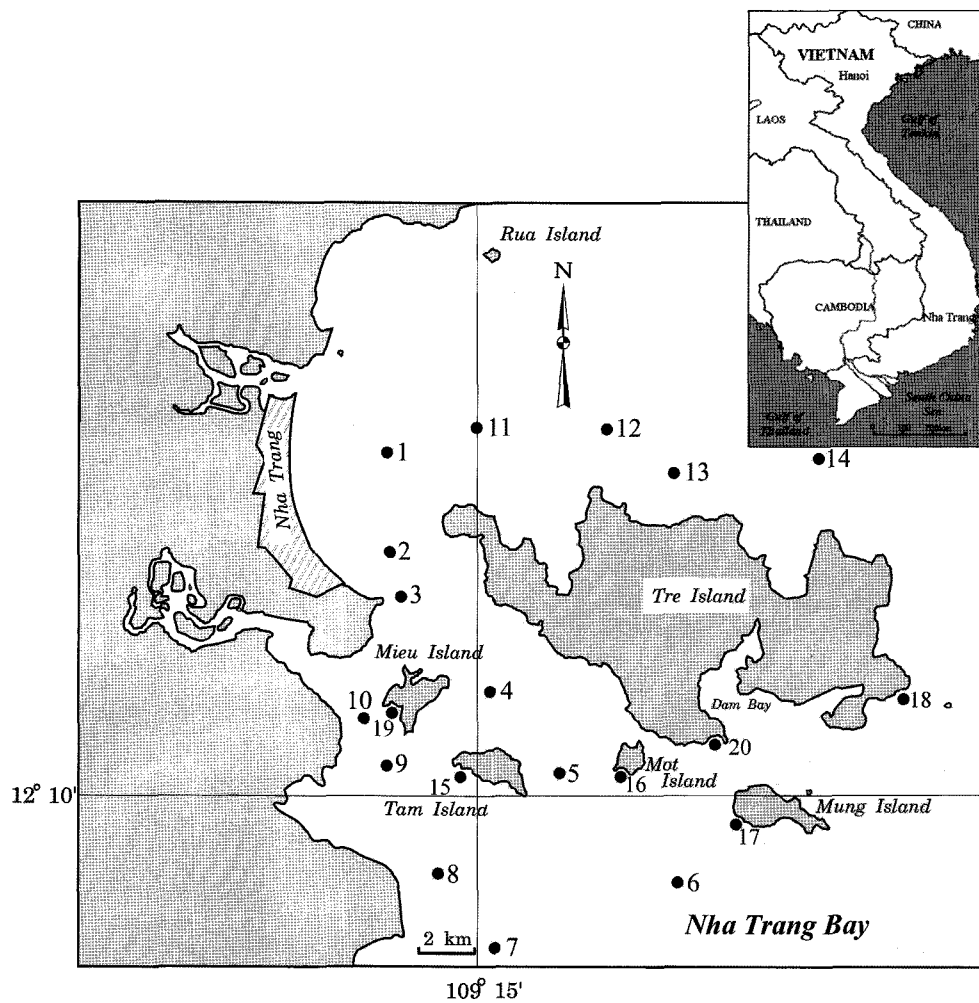 CHINA
VIETNAM
Hanoi
LAOS
Gulf of
Tonkin
THAILAND
CAMBODIA
Nha Trang
South China
Sea
Gulf of
Thailand
Rua Island
N
11
12
1
13
14
Nha Trang
2
3
Tre Island
Mieu Island
4
10
19
Dam Bay
18
20
9
15
5
16
Mot
Island
12° 10'
Tam Island
Mung Island
17
8
6
2 km
7
Nha Trang Bay
109° 15'